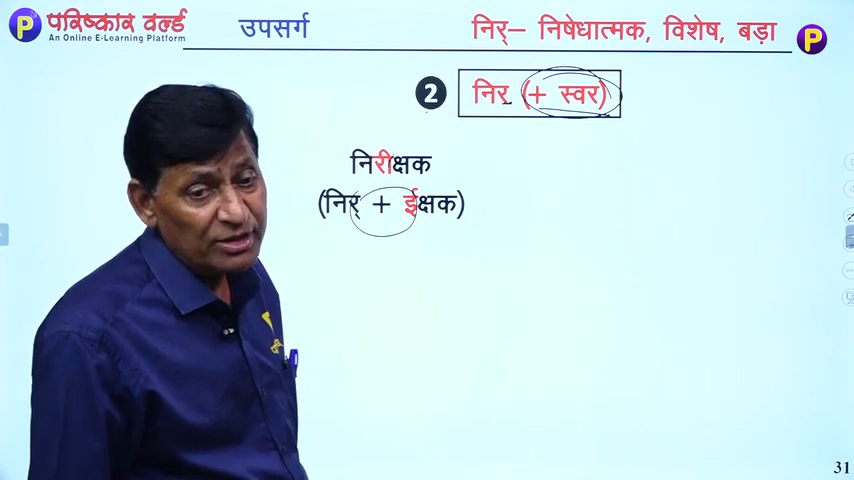 परिष्कार वर्ल्ड
An Online E-Learning Platform
उपसर्ग
निर्– निषेधात्मक, विशेष, बड़ा
2 निर् (+ स्वर)
निरीक्षक
(निर् + ईक्षक)
31